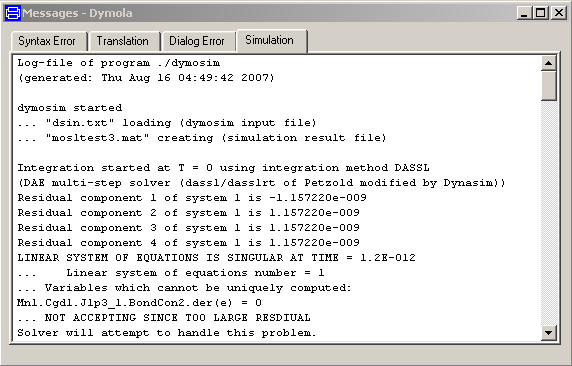 Messages - Dymola
Syntax Error Translation Dialog Error Simulation
Log-file of program ./dymosim
(generated: Thu Aug 16 04:49:42 2007)
dymosim started
... "dsin.txt" loading (dymosim input file)
... "mosltest3.mat" creating (simulation result file)
Integration started at T = 0 using integration method DASSL
(DAE multi-step solver (dassl/dasslrt of Petzold modified by Dynasim))
Residual component 1 of system 1 is -1.157220e-009
Residual component 2 of system 1 is 1.157220e-009
Residual component 3 of system 1 is 1.157220e-009
Residual component 4 of system 1 is 1.157220e-009
LINEAR SYSTEM OF EQUATIONS IS SINGULAR AT TIME = 1.2E-012
... Linear system of equations number = 1
... Variables which cannot be uniquely computed:
Mn1.Cgd1.J1p3_1.BondCon2.der(e) = 0
... NOT ACCEPTING SINCE TOO LARGE RESDIUAL
Solver will attempt to handle this problem.